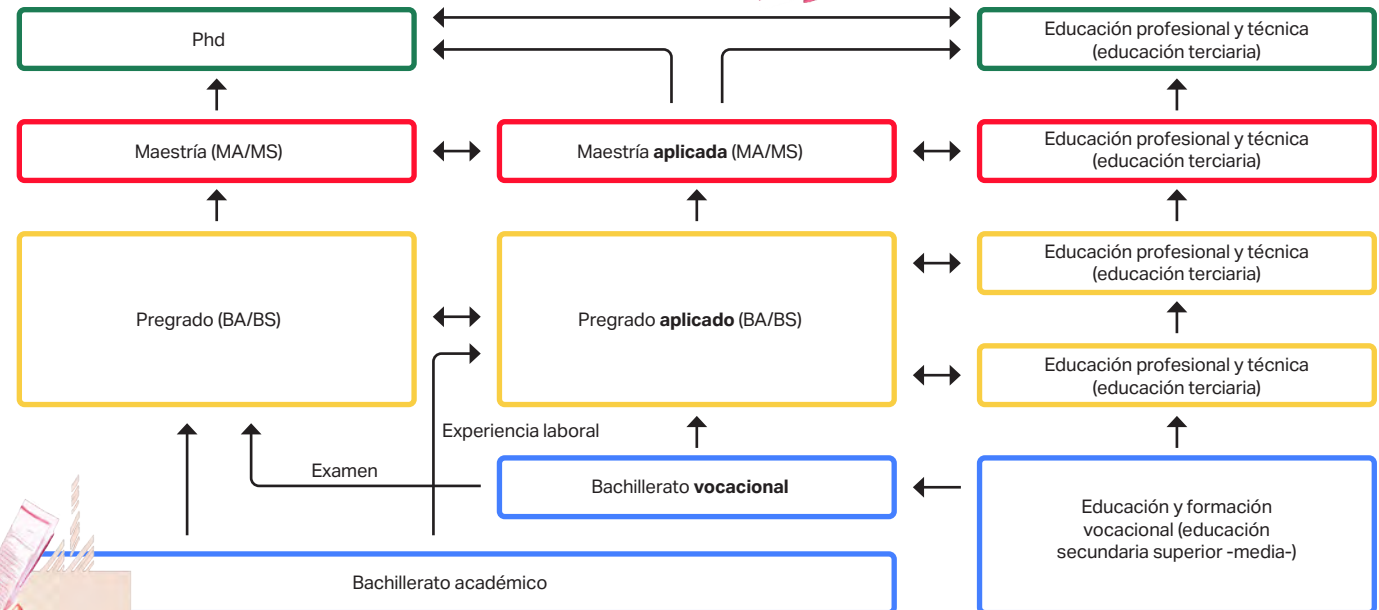 Phd
Educación profesional y técnica
(educación terciaria)
Maestría (MA/MS)
Maestría aplicada (MA/MS)
Educación profesional y técnica
(educación terciaria)
Pregrado (BA/BS)
Pregrado aplicado (BA/BS)
Educación profesional y técnica
(educación terciaria)
Educación profesional y técnica
(educación terciaria)
Experiencia laboral
Examen
Bachillerato vocacional
Educación y formación
vocacional (educación
secundaria superior -media-)
Bachillerato académico